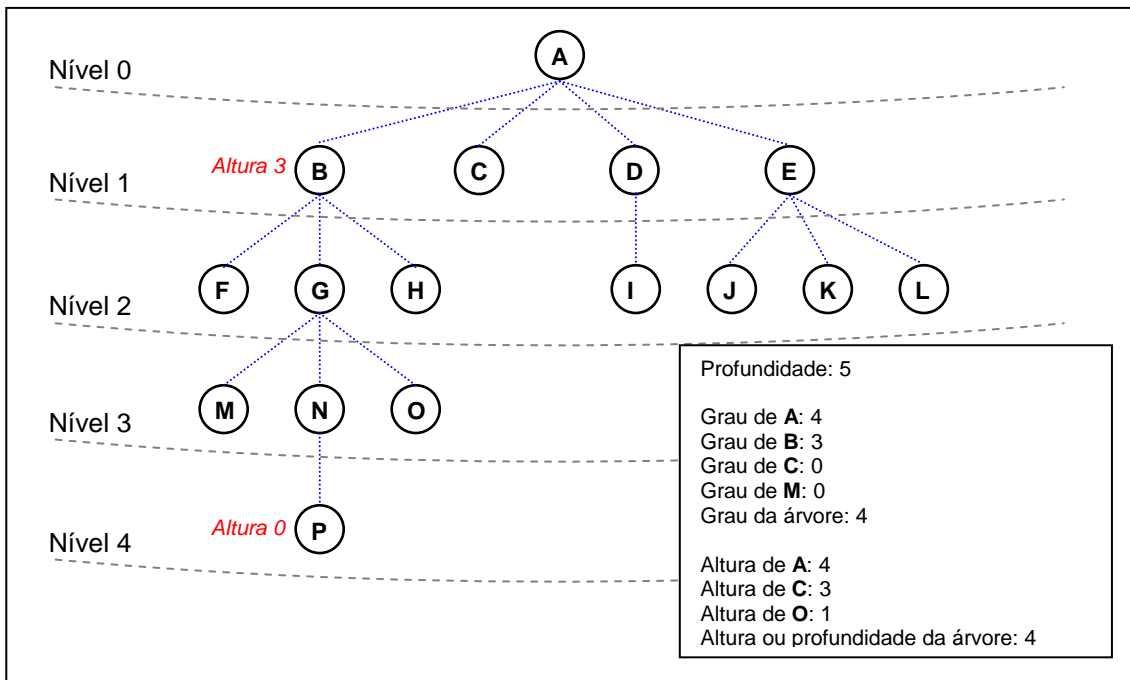 Nível 0
A
Altura 3
B
C
D
E
Nível 1
F
G
H
I
J
K
L
Nível 2
M
N
O
Nível 3
Altura 0
P
Nível 4
Profundidade: 5
Grau de A: 4
Grau de B: 3
Grau de C: 0
Grau de M: 0
Grau da árvore: 4
Altura de A: 4
Altura de C: 3
Altura de O: 1
Altura ou profundidade da árvore: 4